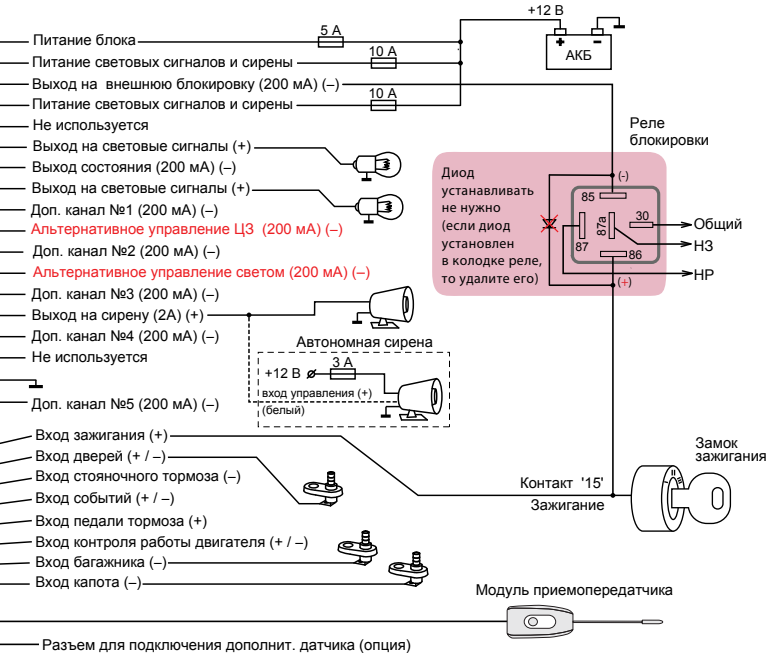 +12 В
5 А
Питание блока
10 А
Питание световых сигналов и сирены
+ –
АКБ
Выход на внешнюю блокировку (200 мА) (–)
10 А
Питание световых сигналов и сирены
Не используется
Реле
блокировки
Выход на световые сигналы (+)
Выход состояния (200 мА) (–)
Выход на световые сигналы (+)
Доп. канал №1 (200 мА) (–)
Альтернативное управление ЦЗ (200 мА) (–)
Доп. канал №2 (200 мА) (–)
Альтернативное управление светом (200 мА) (–)
Доп. канал №3 (200 мА) (–)
Выход на сирену (2А) (+)
Доп. канал №4 (200 мА) (–)
Не используется
Доп. канал №5 (200 мА) (–)
Диод
устанавливать
не нужно
(если диод
установлен
в колодке реле,
то удалите его)
(-)
85
30
87а
87
86
(+)
Общий
НЗ
НР
Автономная сирена
+12 В
3 А
вход управления (+)
(белый)
Вход зажигания (+)
Вход дверей (+ / –)
Вход стояночного тормоза (–)
Вход событий (+ / –)
Вход педали тормоза (+)
Вход контроля работы двигателя (+ / –)
Вход багажника (–)
Вход капота (–)
Контакт '15'
Зажигание
Замок
зажигания
I II III
Модуль приемопередатчика
Разъем для подключения дополнит. датчика (опция)